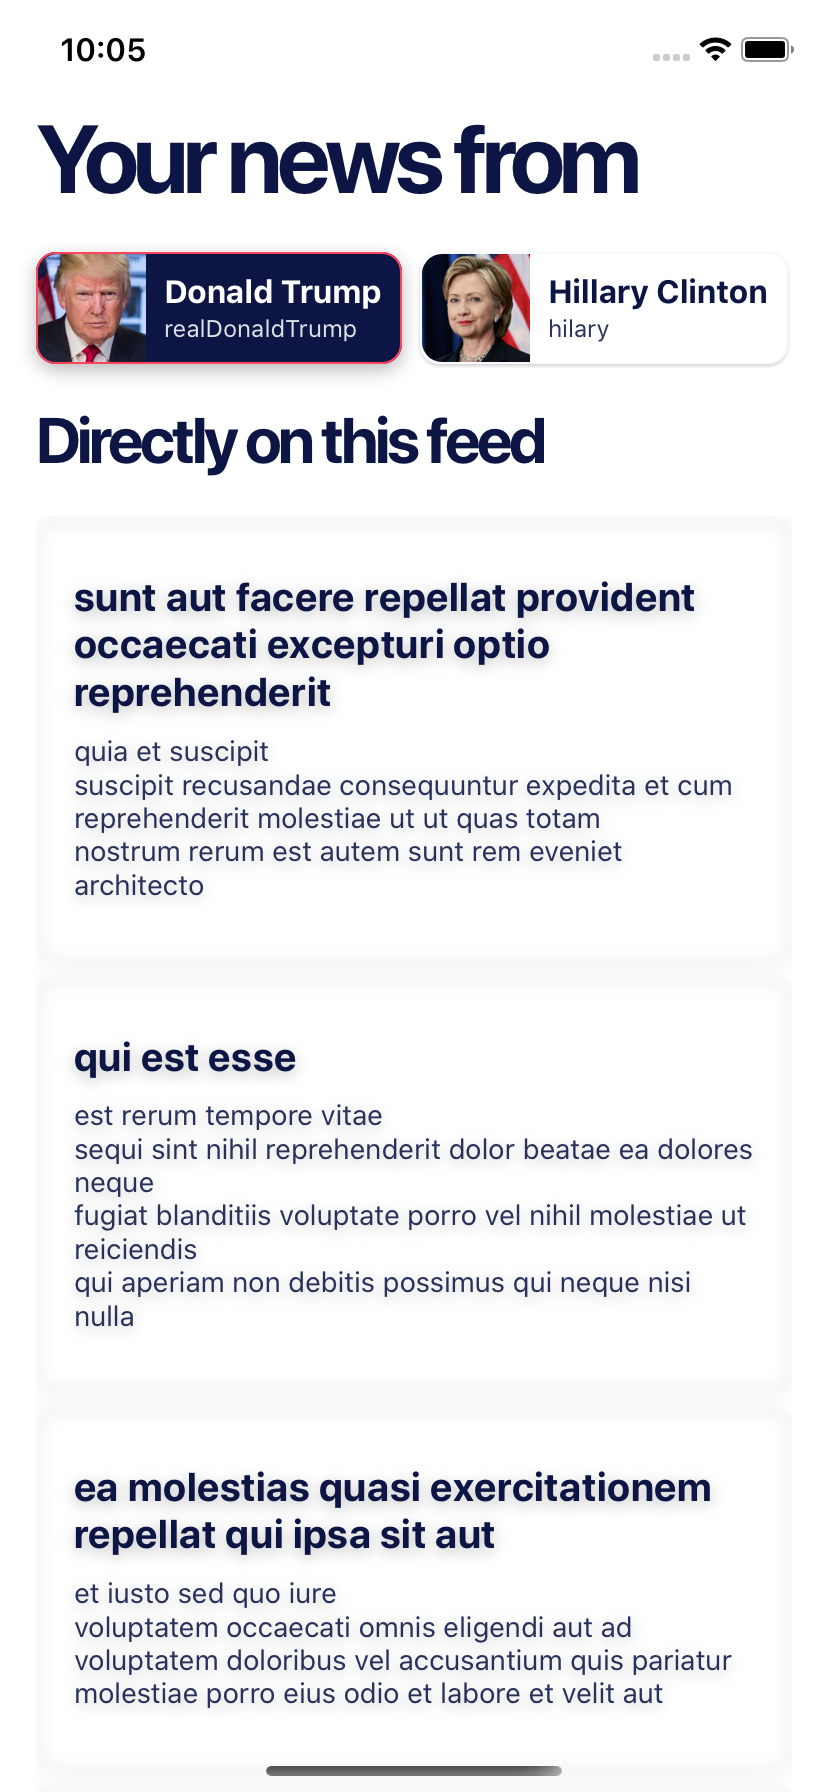 10:05
Your news from
Donald Trump
realDonaldTrump
Hillary Clinton
hilary
Directly on this feed
sunt aut facere repellat provident
occaecati excepturi optio
reprehenderit
quia et suscipit
suscipit recusandae consequuntur expedita et cum
reprehenderit molestiae ut ut quas totam
nostrum rerum est autem sunt rem eveniet
architecto
qui est esse
est rerum tempore vitae
sequi sint nihil reprehenderit dolor beatae ea dolores
neque
fugiat blanditiis voluptate porro vel nihil molestiae ut
reiciendis
qui aperiam non debitis possimus qui neque nisi
nulla
ea molestias quasi exercitationem
repellat qui ipsa sit aut
et iusto sed quo iure
voluptatem occaecati omnis eligendi aut ad
voluptatem doloribus vel accusantium quis pariatur
molestiae porro eius odio et labore et velit aut